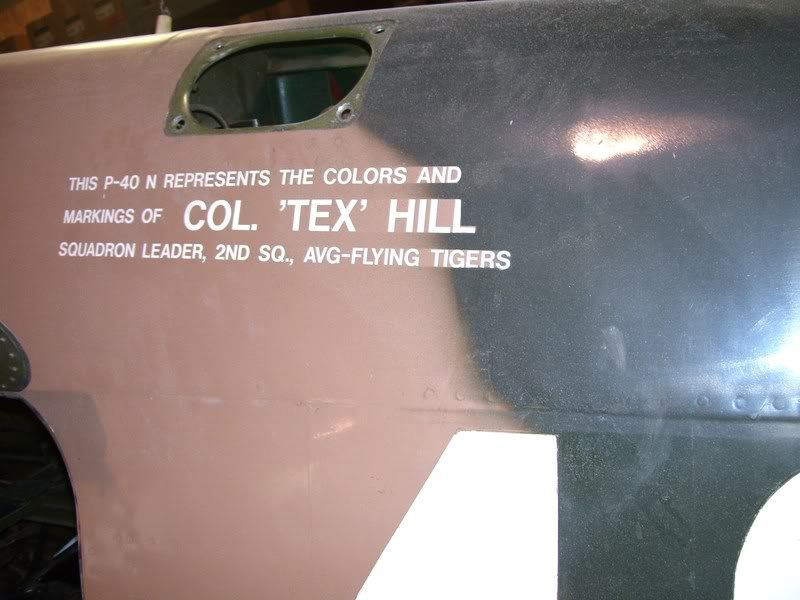 THIS P-40 N REPRESENTS THE COLORS AND
MARKINGS OF COL. 'TEX' HILL
SQUADRON LEADER, 2ND SQ., AVG-FLYING TIGERS